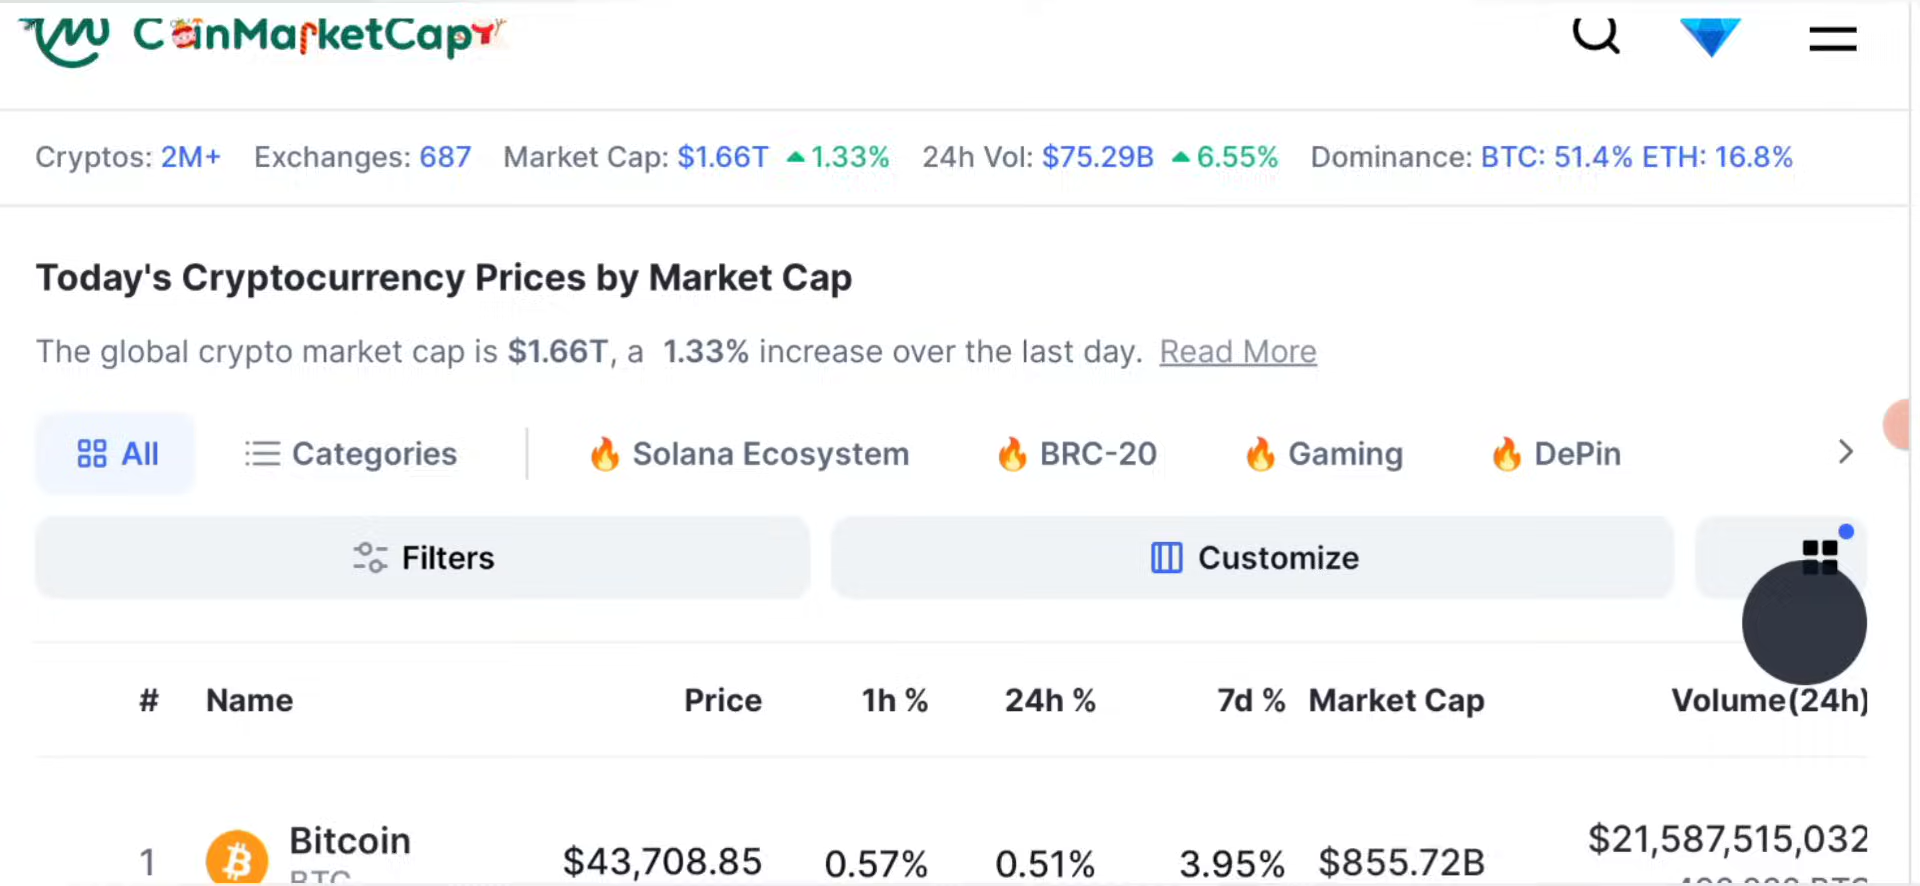 CoinMarketCap
Cryptos: 2M+ Exchanges: 687 Market Cap: $1.66T 1.33% 24h Vol: $75.29B 6.55% Dominance: BTC: 51.4% ETH: 16.8%
Today's Cryptocurrency Prices by Market Cap
The global crypto market cap is $1.66T, a 1.33% increase over the last day. Read More
All Categories Solana Ecosystem BRC-20 Gaming DePin
Filters Customize
# Name Price 1h % 24h % 7d % Market Cap Volume(24h)
1 Bitcoin $43,708.85 0.57% 0.51% 3.95% $855.72B $21,587,515,032
BTC